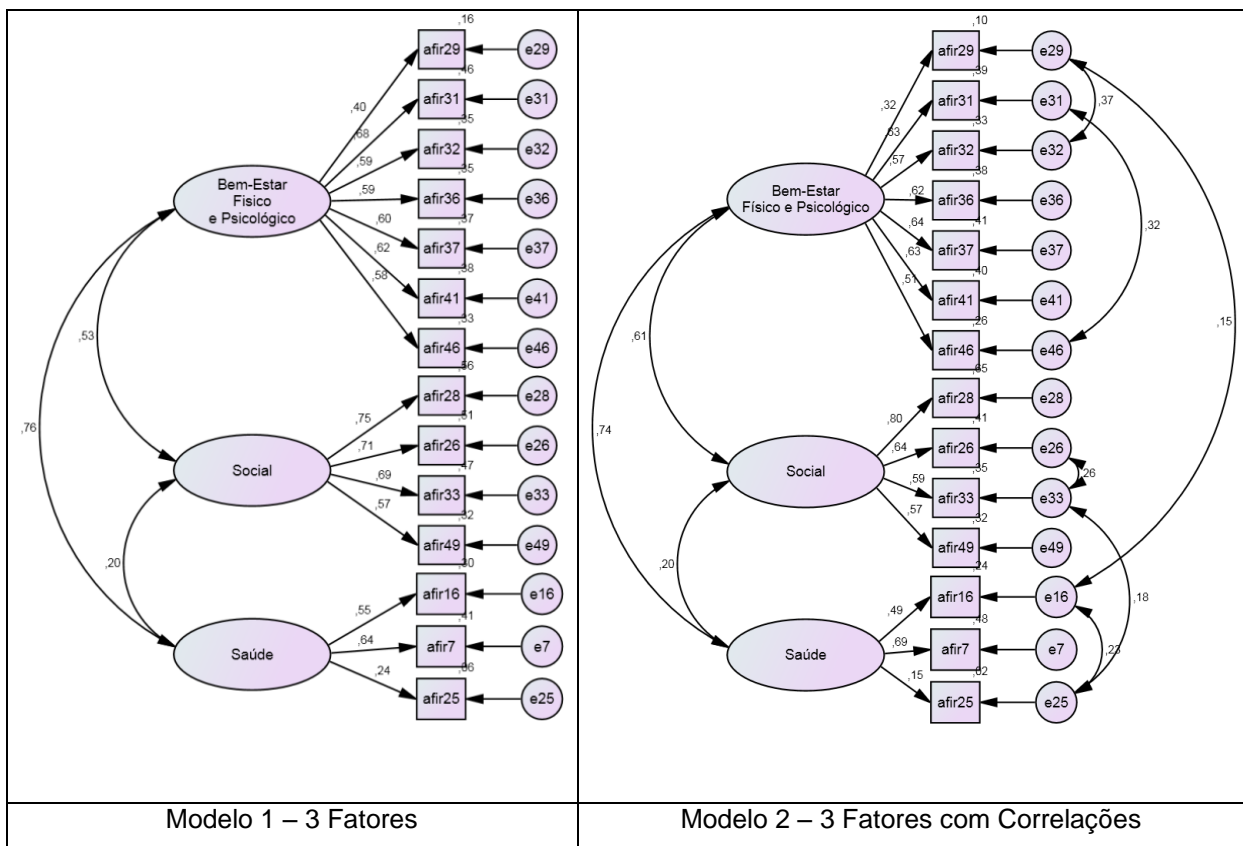 ,16
afir29
e29
,46
,40
afir31
e31
,35
,68
afir32
e32
,35
,59
afir36
e36
,59
,37
afir37
e37
,60
,38
afir41
e41
,62
,33
afir46
e46
,58
,56
Bem-Estar
Físico
e Psicológico
,53
,76
afir28
e28
,75
,51
afir26
e26
,71
,47
afir33
e33
,69
,32
afir49
e49
,57
,30
Social
,20
afir16
e16
,55
,41
afir7
e7
,64
,06
afir25
e25
,24
Saúde
Modelo 1 – 3 Fatores
,10
afir29
e29
,39
,32
,37
afir31
e31
,33
,63
afir32
e32
,38
,57
afir36
e36
,41
,62
afir37
e37
,40
,64
afir41
e41
,26
,63
afir46
e46
,65
,51
,32
,15
Bem-Estar
Físico e Psicológico
,61
,74
afir28
e28
,80
,41
afir26
e26
,64
,35
,26
afir33
e33
,59
,32
afir49
e49
,57
,24
Social
,20
afir16
e16
,49
,48
,18
afir7
e7
,69
,02
,23
afir25
e25
,15
Saúde
Modelo 2 – 3 Fatores com Correlações